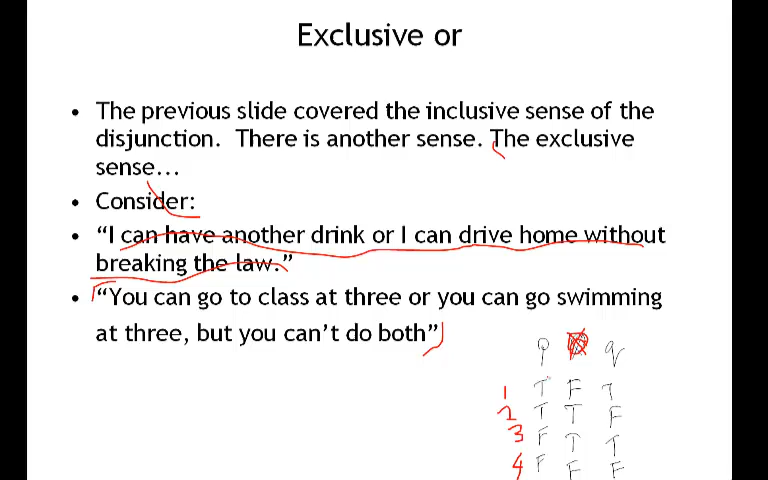 Exclusive or
• The previous slide covered the inclusive sense of the
disjunction. There is another sense. The exclusive
sense...
• Consider:
• “I can have another drink or I can drive home without
breaking the law.”
• “You can go to class at three or you can go swimming
at three, but you can’t do both”
P q
1 T F T
2 T T F
3 F T T
4 F F F